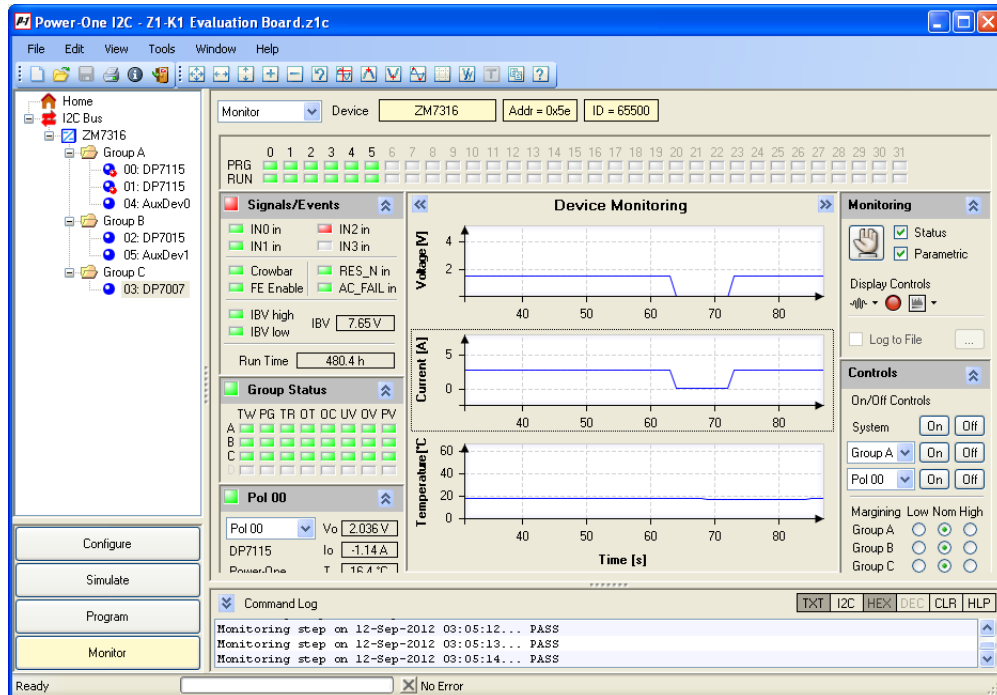 Power-One I2C - Z1-K1 Evaluation Board.z1c
File Edit View Tools Window Help
Home
I2C Bus
ZM7316
Group A
00: DP7115
01: DP7115
04: AuxDev0
Group B
02: DP7015
05: AuxDev1
Group C
03: DP7007
Configure
Simulate
Program
Monitor
Monitor Device ZM7316 Addr = 0x5e ID = 65500
0 1 2 3 4 5 6 7 8 9 10 11 12 13 14 15 16 17 18 19 20 21 22 23 24 25 26 27 28 29 30 31
PRG
RUN
Signals/Events
IN0 in IN2 in
IN1 in IN3 in
Crowbar RES_N in
FE Enable AC_FAIL in
IBV high
IBV low
IBV 7.65 V
Run Time 480.4 h
Group Status
TW PG TR OT OC UV OV PV
A
B
C
D
Pol 00
Pol 00 Vo 2.036 V
DP7115 Io -1.14 A
Power-One T 16.4 °C
Device Monitoring
Voltage [V]
4
2
40 50 60 70 80
Current [A]
5
0
40 50 60 70 80
Temperature[°C
60
40
20
0
40 50 60 70 80
Time [s]
Monitoring
Status
Parametric
Display Controls
Log to File ...
Controls
On/Off Controls
System On Off
Group A On Off
Pol 00 On Off
Margining Low Nom High
Group A
Group B
Group C
Command Log TXT I2C HEX DEC CLR HLP
Monitoring step on 12-Sep-2012 03:05:12... PASS
Monitoring step on 12-Sep-2012 03:05:13... PASS
Monitoring step on 12-Sep-2012 03:05:14... PASS
Ready No Error